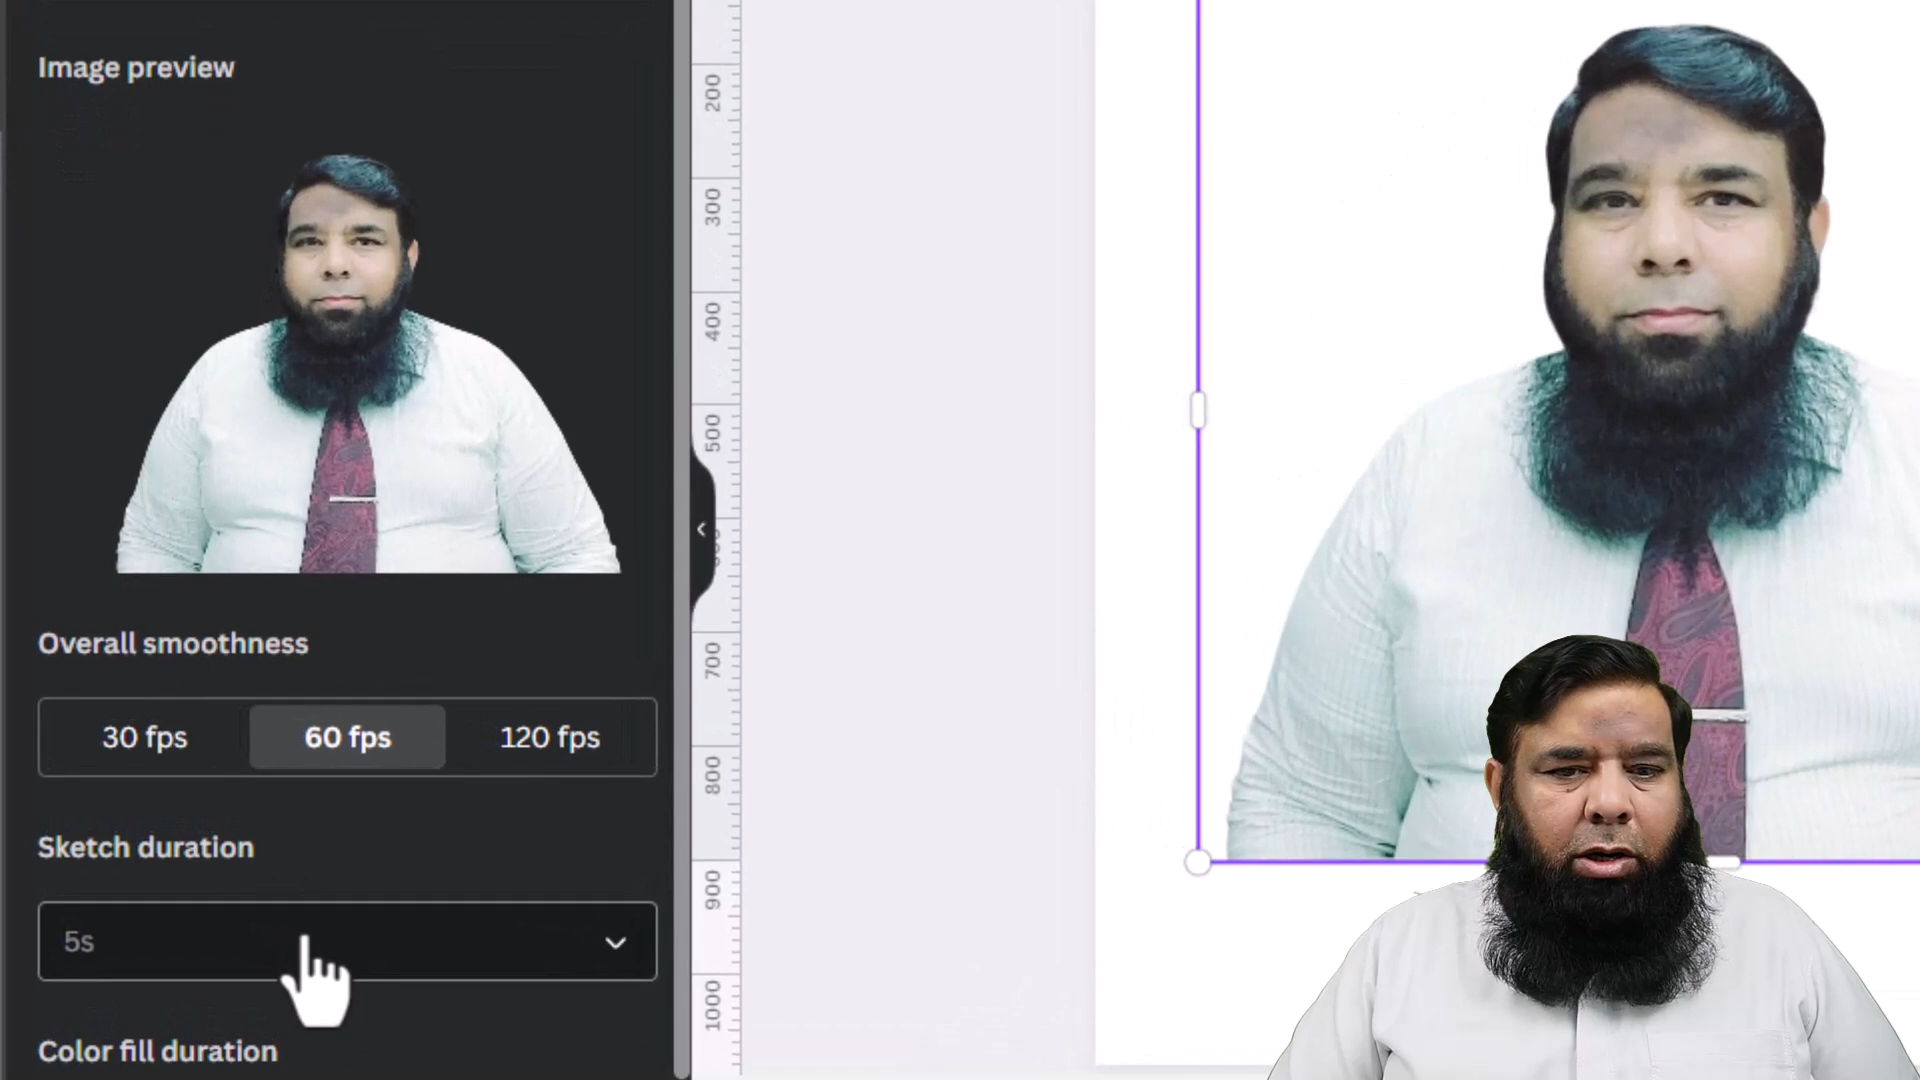 Image preview
Overall smoothness
30 fps
60 fps
120 fps
Sketch duration
5s
Color fill duration
200
300
400
500
700
800
900
1000